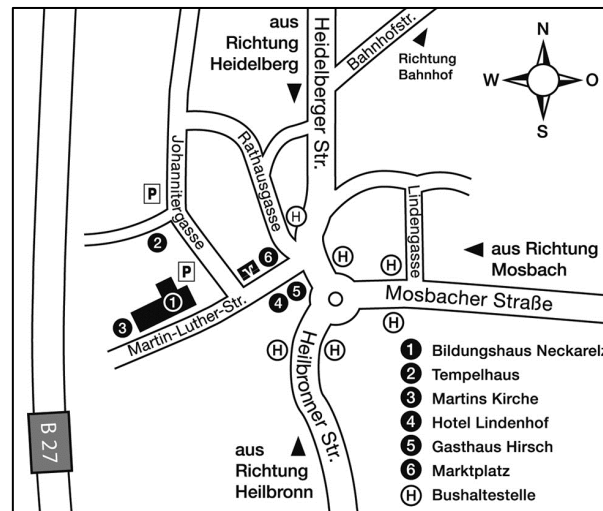 aus
Richtung
Heidelberg
Heidelberger Str.
Bahnhofstr.
Richtung
Bahnhof
N
W
O
S
Johannitergasse
Rathausgasse
P
H
Lindengasse
2
6
H
H
aus Richtung
Mosbach
P
1
5
4
Mosbacher Straße
3
Martin-Luther-Str.
H
H
H
Heilbronner Str.
B 27
aus
Richtung
Heilbronn
1 Bildungshaus Neckarelz
2 Tempelhaus
3 Martins Kirche
4 Hotel Lindenhof
5 Gasthaus Hirsch
6 Marktplatz
H Bushaltestelle